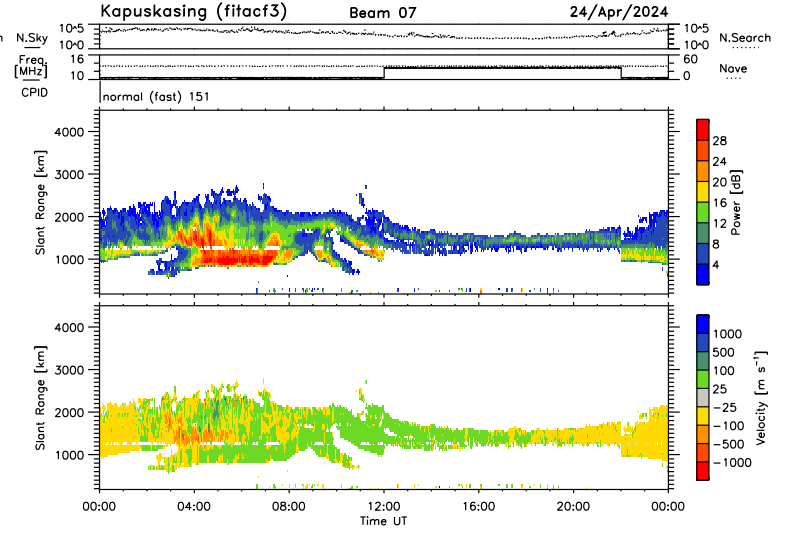 Kapuskasing (fitacf3) Beam 07 24/Apr/2024
N.Sky 10^5 10^0 10^5 10^0 N.Search
Freq. [MHz] 16 10 60 0 Nave
CPID normal (fast) 151
Slant Range [km] 4000 3000 2000 1000
Power [dB] 28 24 20 16 12 8 4
Slant Range [km] 4000 3000 2000 1000
Velocity [m s⁻¹] 1000 500 100 25 −25 −100 −500 −1000
00:00 04:00 08:00 12:00 16:00 20:00 00:00
Time UT